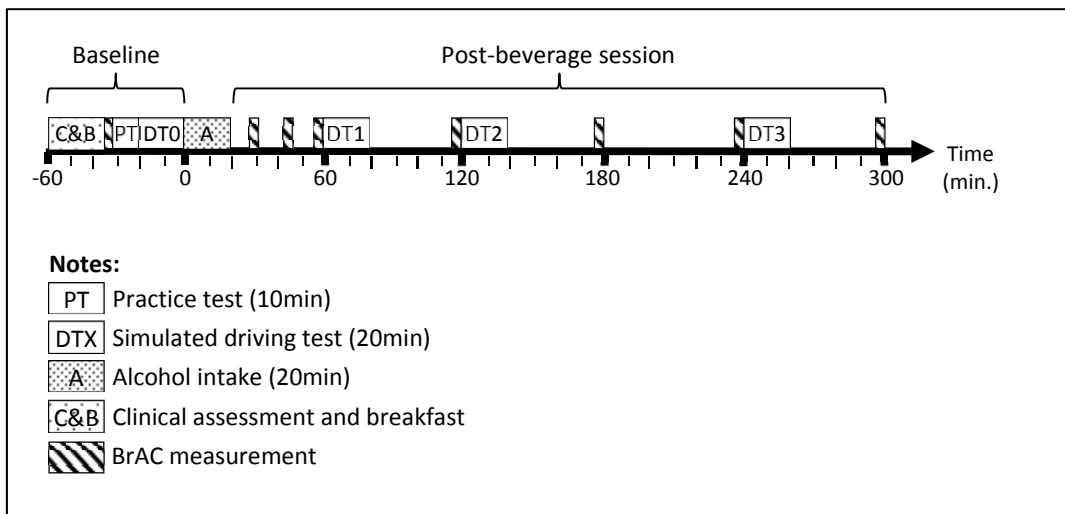 Baseline Post-beverage session
C&B PT DT0 A DT1 DT2 DT3
-60 0 60 120 180 240 300 Time
(min.)
Notes:
PT Practice test (10min)
DTX Simulated driving test (20min)
A Alcohol intake (20min)
C&B Clinical assessment and breakfast
BrAC measurement